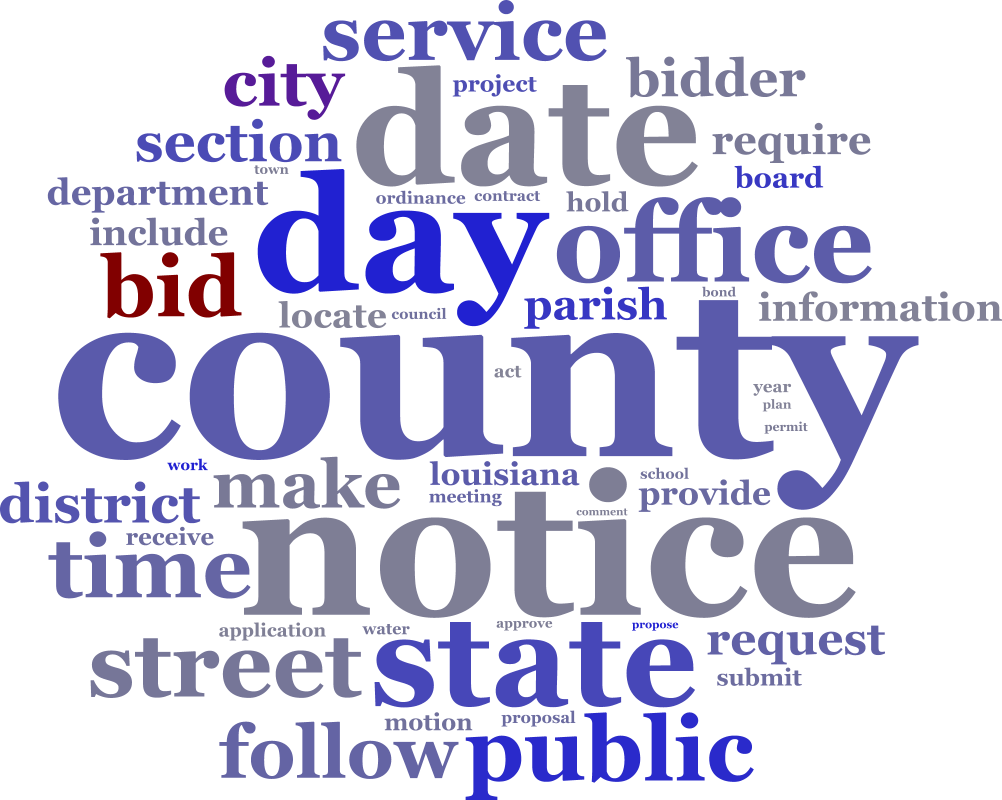 service
city
project
bidder
date
section
require
town
board
department
ordinance
contract
hold
day
office
include
bid
locate
council
parish
bond
information
county
act
year
plan
permit
work
make
louisiana
school
district
meeting
provide
notice
comment
receive
time
application
water
approve
propose
street
state
request
submit
motion
proposal
follow
public